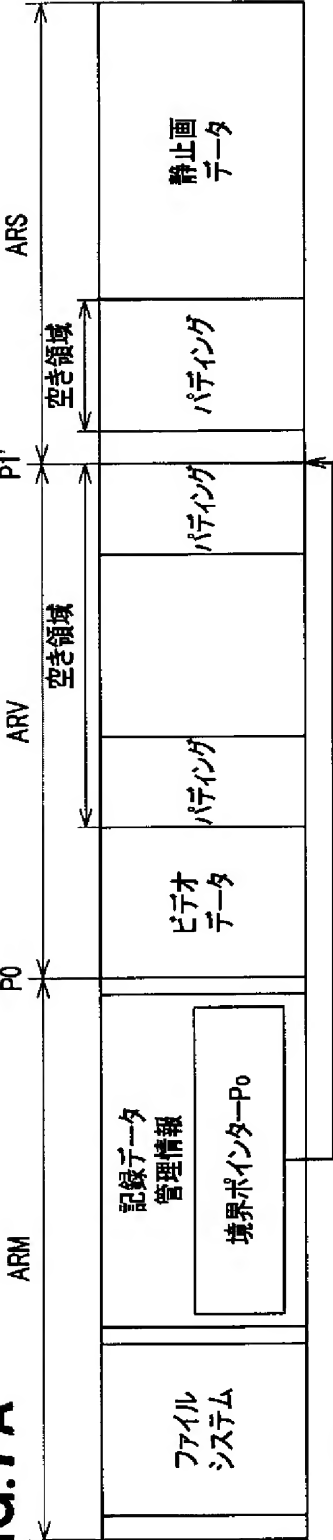 IG.7A
ARM
P0
ARV
P1'
ARS
空き領域
空き領域
ファイル
システム
記録データ
管理情報
境界ポインターPo
ビデオ
データ
パディング
パディング
パディング
静止画
データ